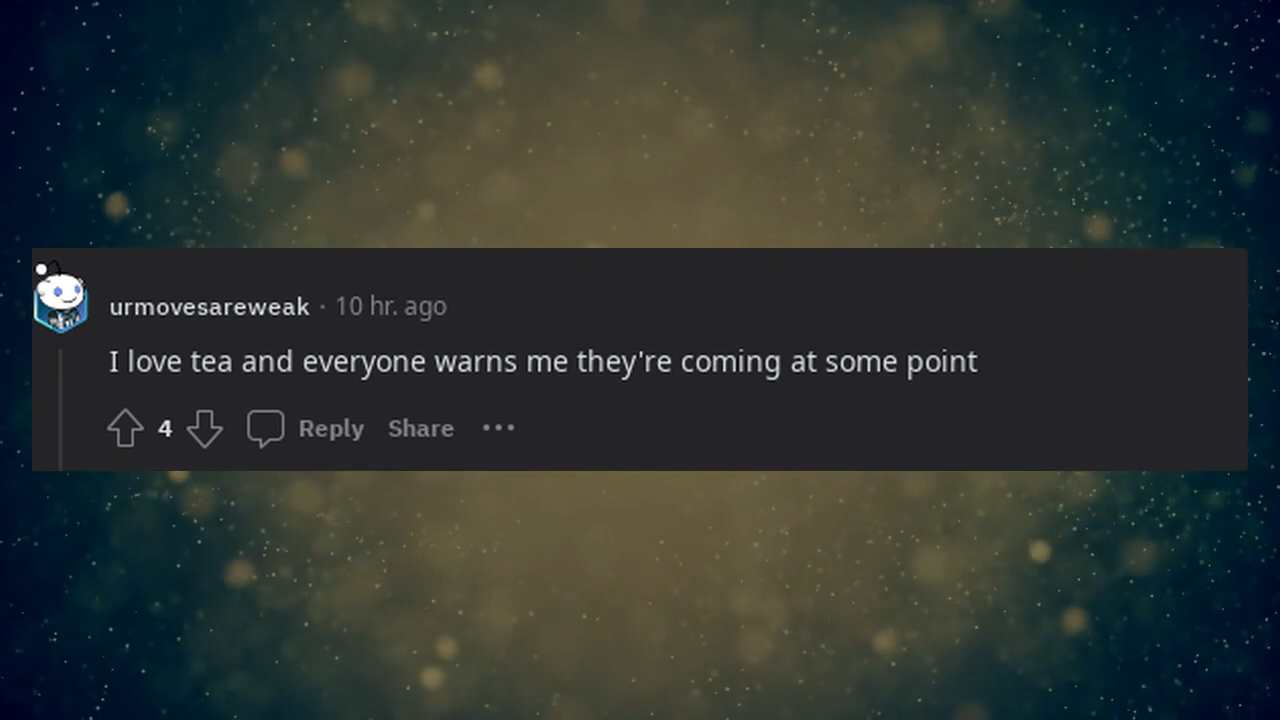 urmovesareweak · 10 hr. ago
I love tea and everyone warns me they're coming at some point
4 Reply Share ···